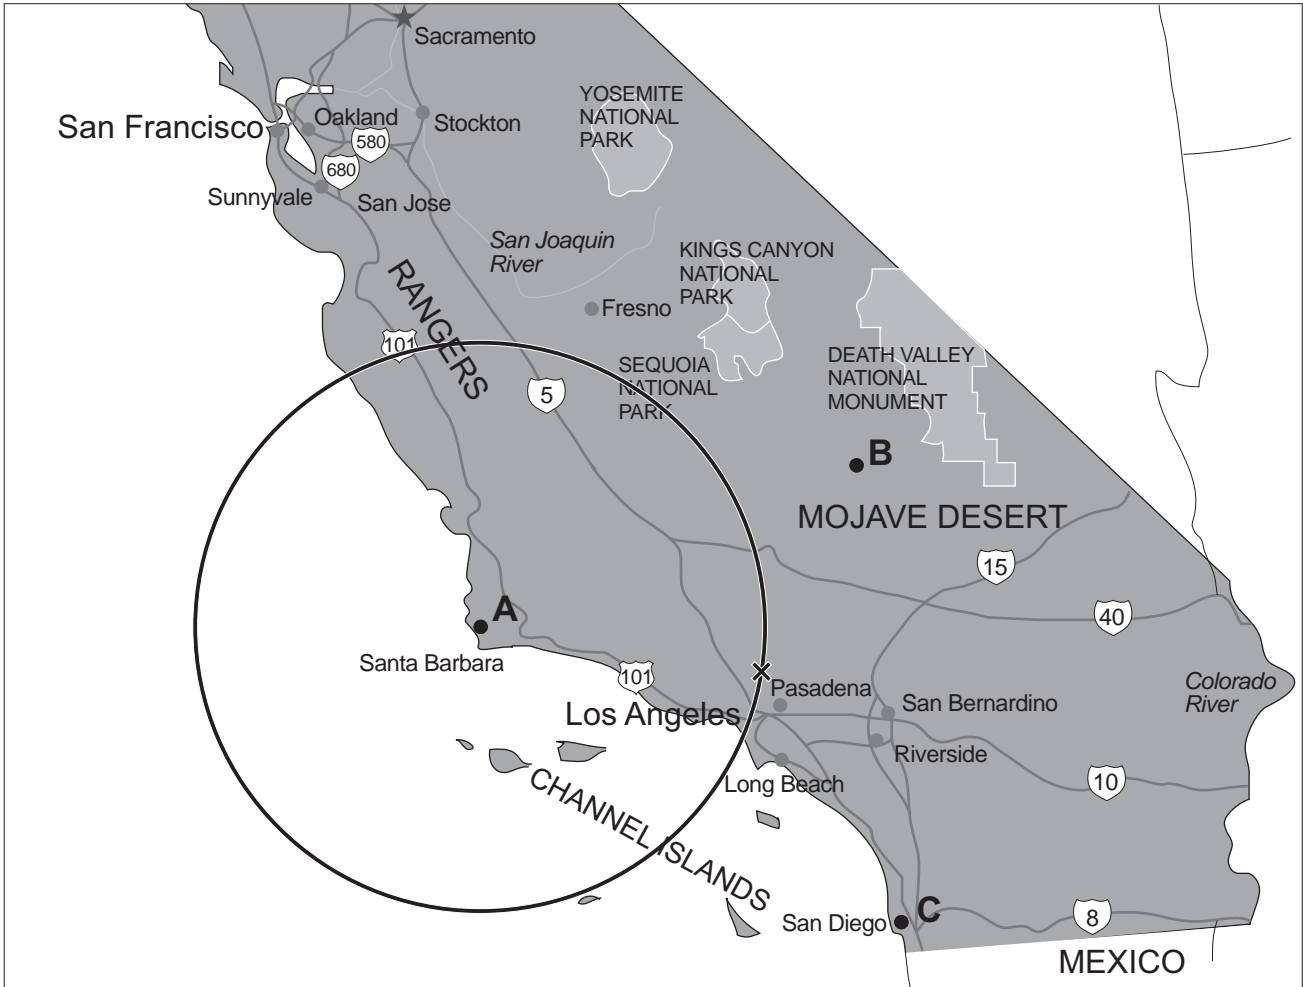 Sacramento
YOSEMITE
NATIONAL
PARK
San Francisco
Oakland
Stockton
580
680
Sunnyvale
San Jose
San Joaquin
River
KINGS CANYON
NATIONAL
PARK
RANGERS
Fresno
101
SEQUOIA
NATIONAL
PARK
DEATH VALLEY
NATIONAL
MONUMENT
5
B
MOJAVE DESERT
15
A
40
Santa Barbara
101
Pasadena
Los Angeles
San Bernardino
Colorado
River
Riverside
Long Beach
10
CHANNEL ISLANDS
San Diego
C
8
MEXICO